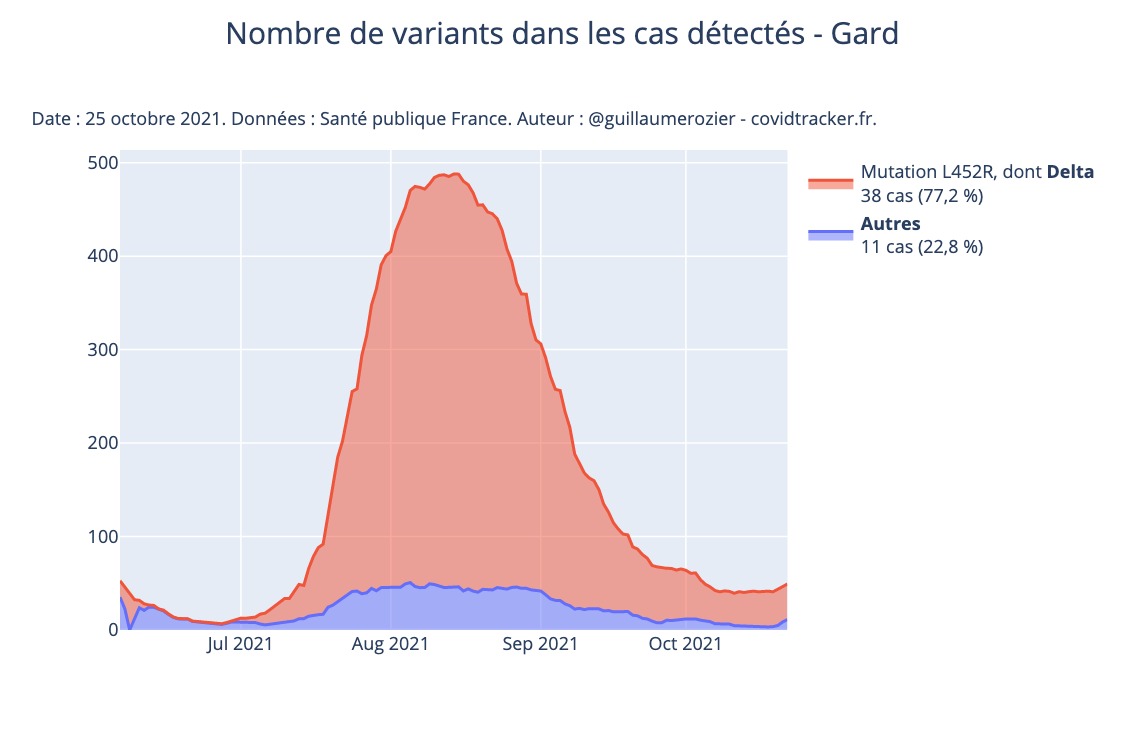 Nombre de variants dans les cas détectés - Gard
Date : 25 octobre 2021. Données : Santé publique France. Auteur : @guillaumerozier - covidtracker.fr.
Mutation L452R, dont Delta
38 cas (77,2 %)
Autres
11 cas (22,8 %)
500
400
300
200
100
0
Jul 2021
Aug 2021
Sep 2021
Oct 2021